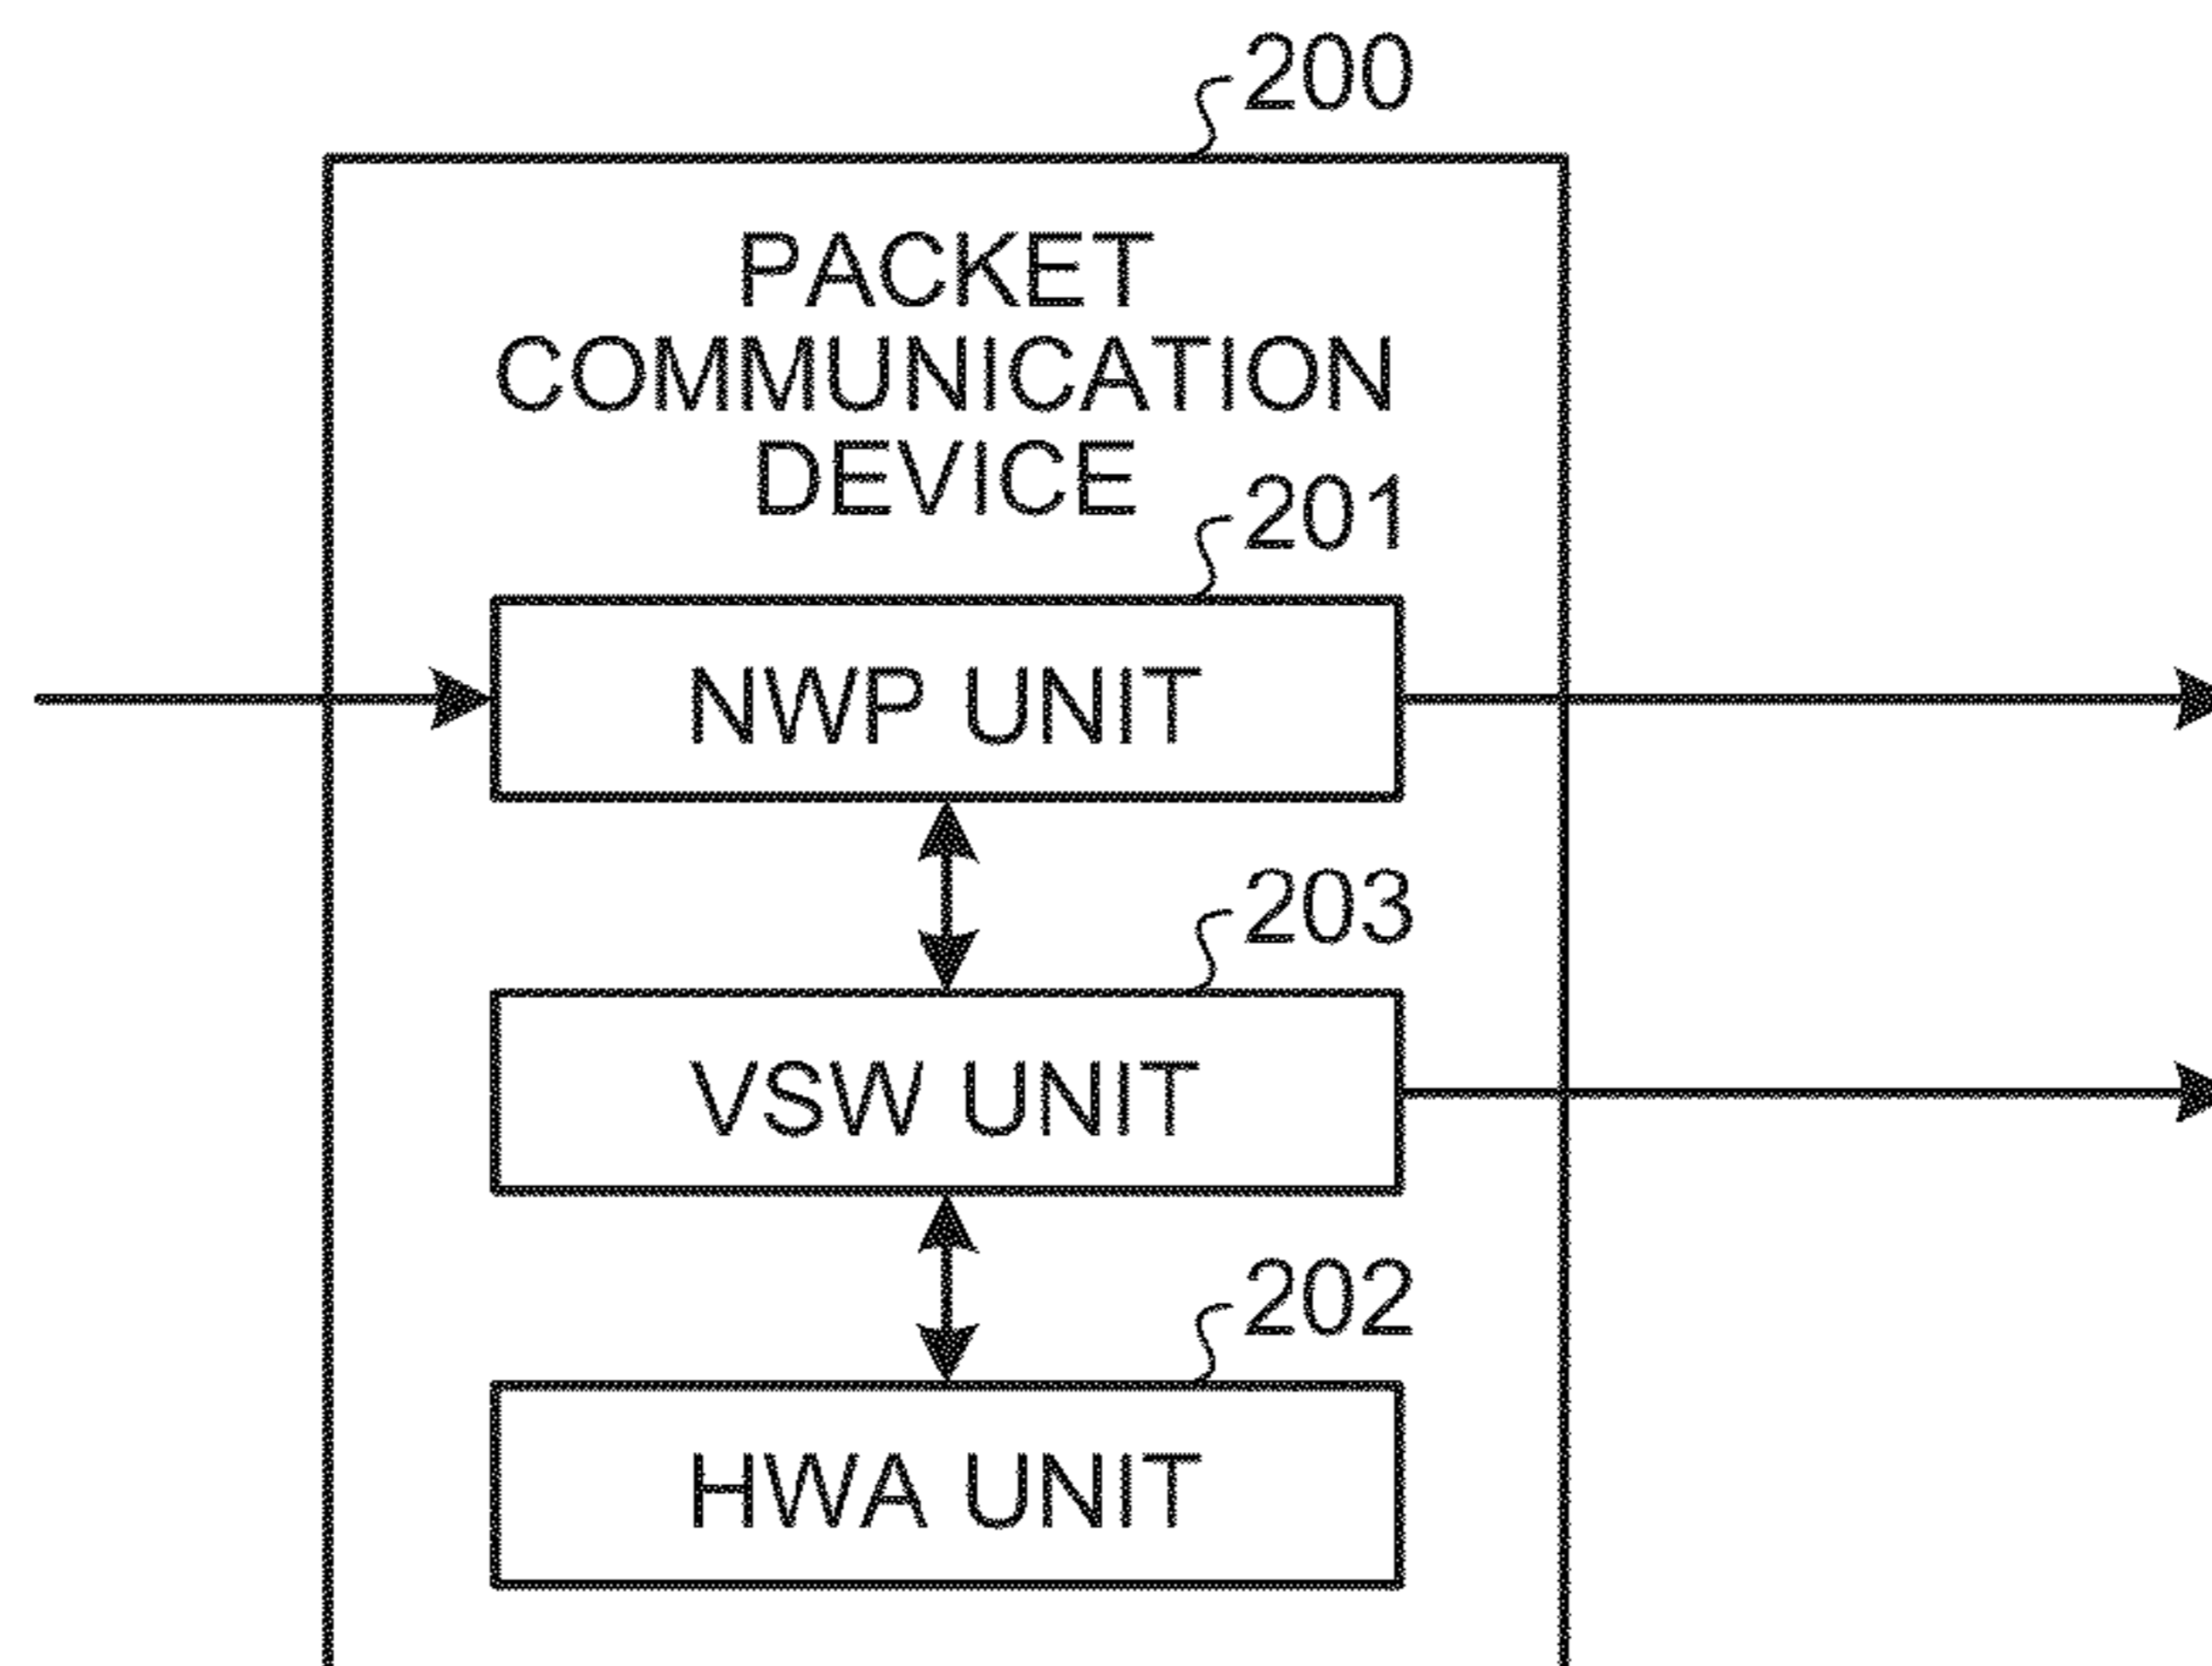 200
PACKET
COMMUNICATION
DEVICE
201
NWP UNIT
203
VSW UNIT
202
HWA UNIT